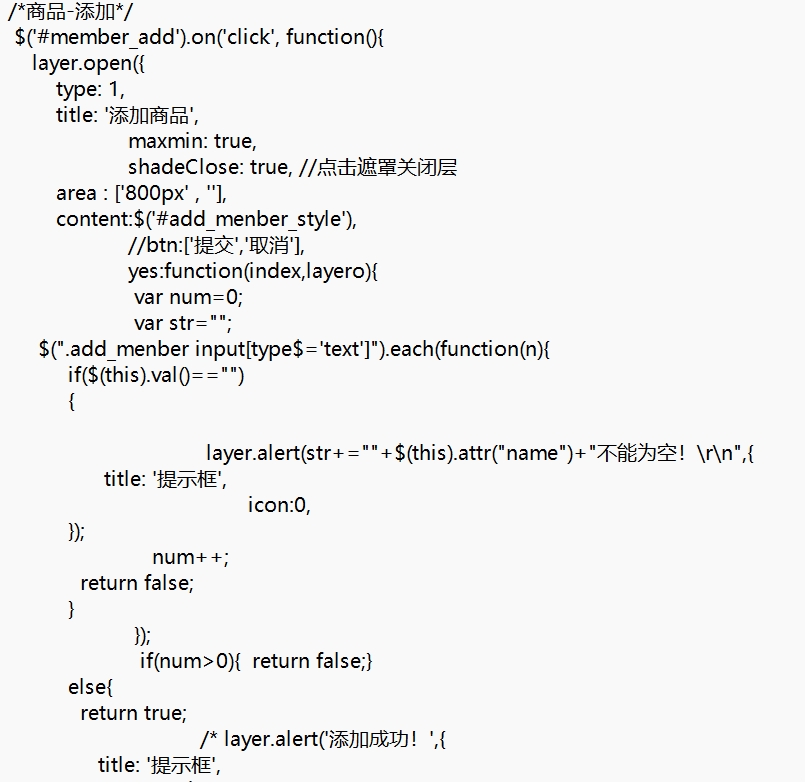 /*商品-添加*/
$('#member_add').on('click', function(){
layer.open({
type: 1,
title: '添加商品',
maxmin: true,
shadeClose: true, //点击遮罩关闭层
area : ['800px' , ''],
content:$('#add_menber_style'),
//btn:['提交','取消'],
yes:function(index,layero){
var num=0;
var str="";
$(".add_menber input[type$='text']").each(function(n){
if($(this).val()=="")
{
layer.alert(str+=""+$(this).attr("name")+"不能为空！\r\n",{
title: '提示框',
icon:0,
});
num++;
return false;
}
});
if(num>0){  return false;}
else{
return true;
/* layer.alert('添加成功！',{
title: '提示框',